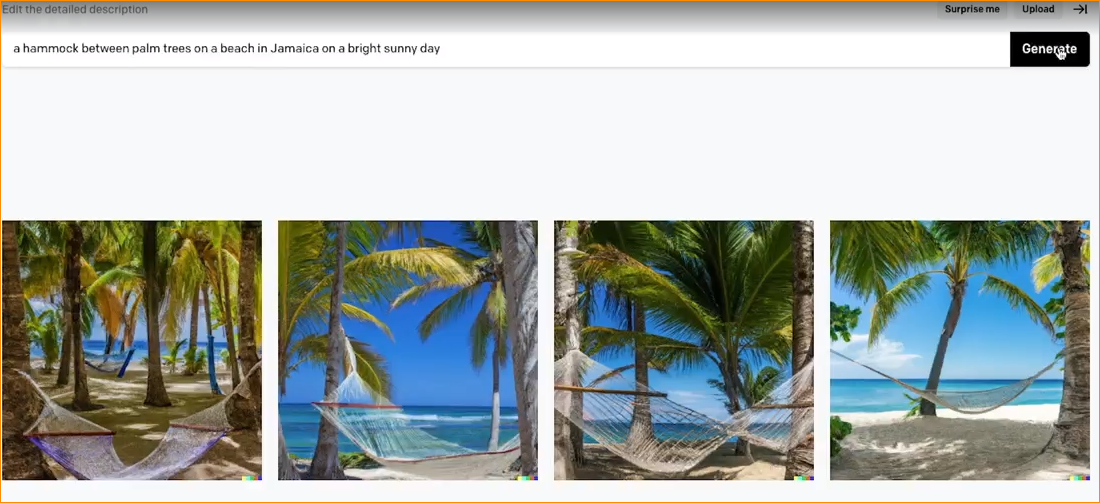 Edit the detailed description
Surprise me
Upload
a hammock between palm trees on a beach in Jamaica on a bright sunny day
Generate